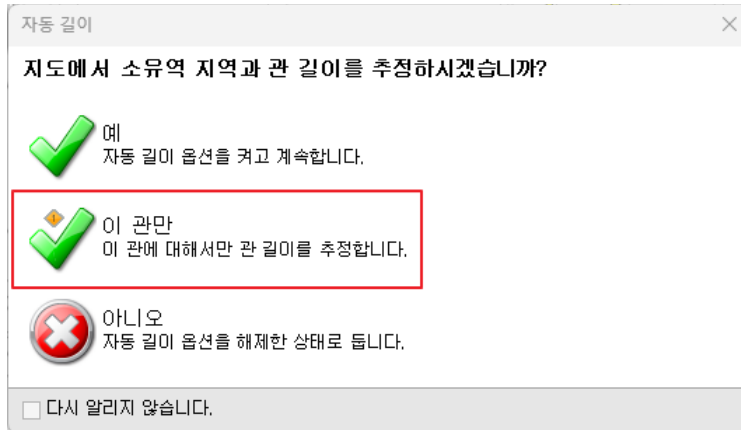 자동 길이
지도에서 소유역 지역과 관 길이를 추정하시겠습니까?
예
자동 길이 옵션을 켜고 계속합니다.
이 관만
이 관에 대해서만 관 길이를 추정합니다.
아니오
자동 길이 옵션을 해제한 상태로 둡니다.
다시 알리지 않습니다.